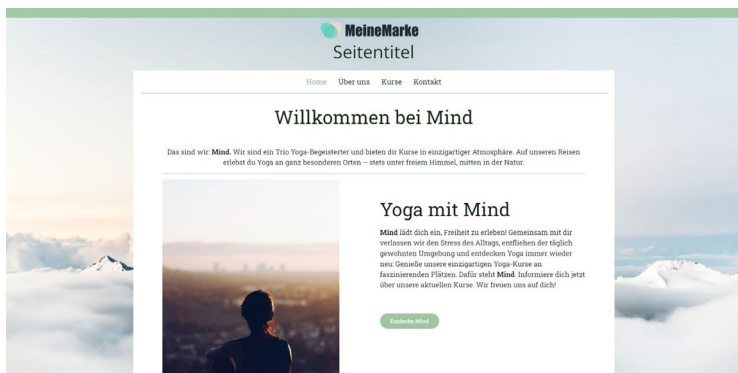 MeineMarke
Seitentitel
Home Über uns Kurse Kontakt
Willkommen bei Mind
Das sind wir: Mind. Wir sind ein Trio Yoga-Begeisterter und bieten dir Kurse in einzigartiger Atmosphäre. Auf unseren Reisen
erlebst du Yoga an ganz besonderen Orten – stets unter freiem Himmel, mitten in der Natur.
Yoga mit Mind
Mind lädt dich ein, Freiheit zu erleben! Gemeinsam mit dir
verlassen wir den Stress des Alltags, entfliehen der täglich
gewohnten Umgebung und entdecken Yoga immer wieder
neu: Genieße unsere einzigartigen Yoga-Kurse an
faszinierenden Plätzen. Dafür steht Mind. Informiere dich jetzt
über unsere aktuellen Kurse. Wir freuen uns auf dich!
Entdecke Mind